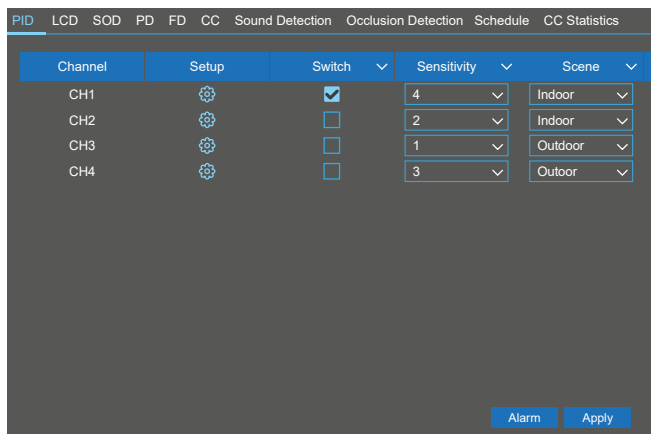 PID LCD SOD PD FD CC Sound Detection Occlusion Detection Schedule CC Statistics
Channel Setup Switch Sensitivity Scene
CH1 4 Indoor
CH2 2 Indoor
CH3 1 Outdoor
CH4 3 Outoor
Alarm Apply